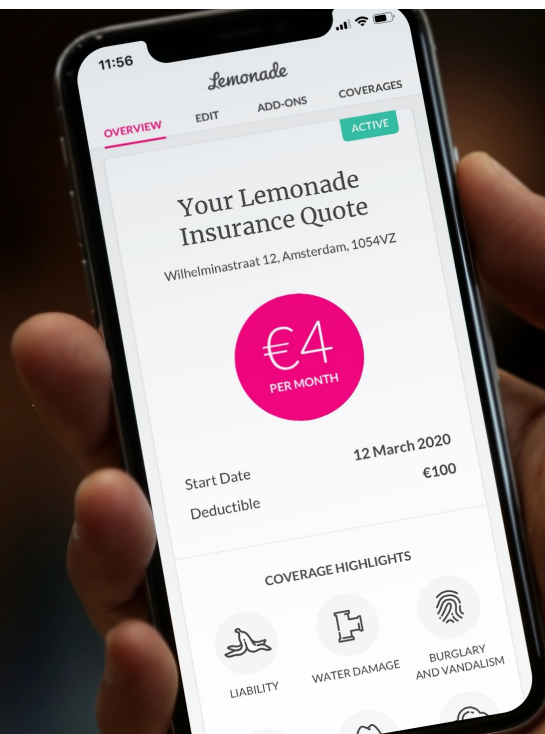 11:56
Lemonade
OVERVIEW EDIT ADD-ONS COVERAGES
ACTIVE
Your Lemonade
Insurance Quote
Wilhelminastraat 12, Amsterdam, 1054VZ
€4
PER MONTH
Start Date 12 March 2020
Deductible €100
COVERAGE HIGHLIGHTS
LIABILITY WATER DAMAGE BURGLARY
AND VANDALISM